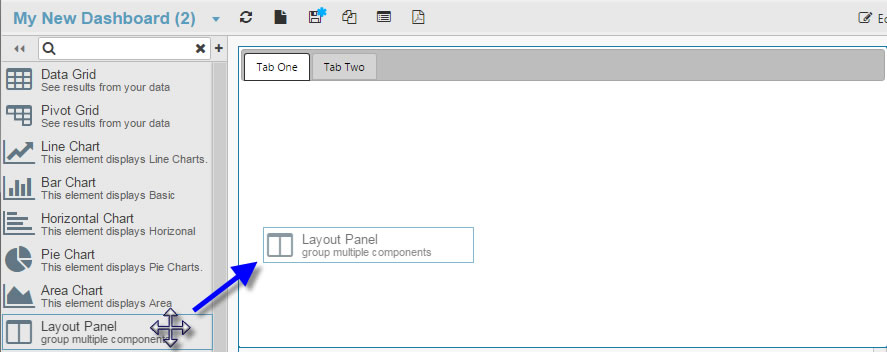 My New Dashboard (2)
Tab One Tab Two
Data Grid
See results from your data
Pivot Grid
See results from your data
Line Chart
This element displays Line Charts.
Bar Chart
This element displays Basic
Horizontal Chart
This element displays Horizonal
Pie Chart
This element displays Pie Charts.
Area Chart
This element displays Area
Layout Panel
group multiple
Layout Panel
group multiple components